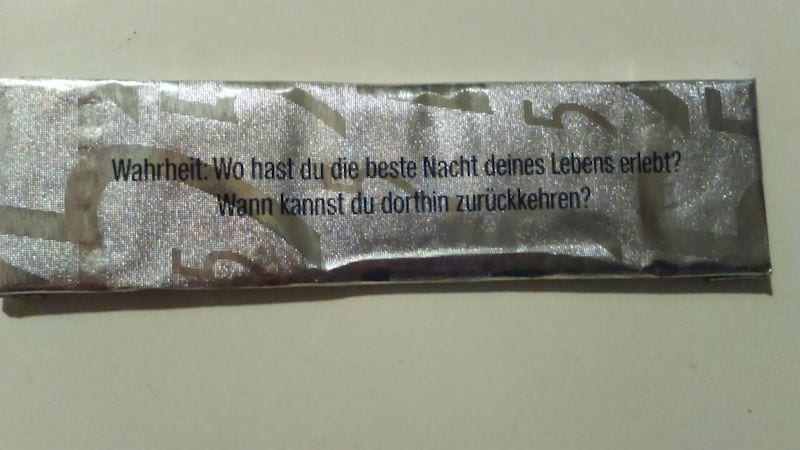 Wahrheit: Wo hast du die beste Nacht deines Lebens erlebt?
Wann kannst du dorthin zurückkehren?